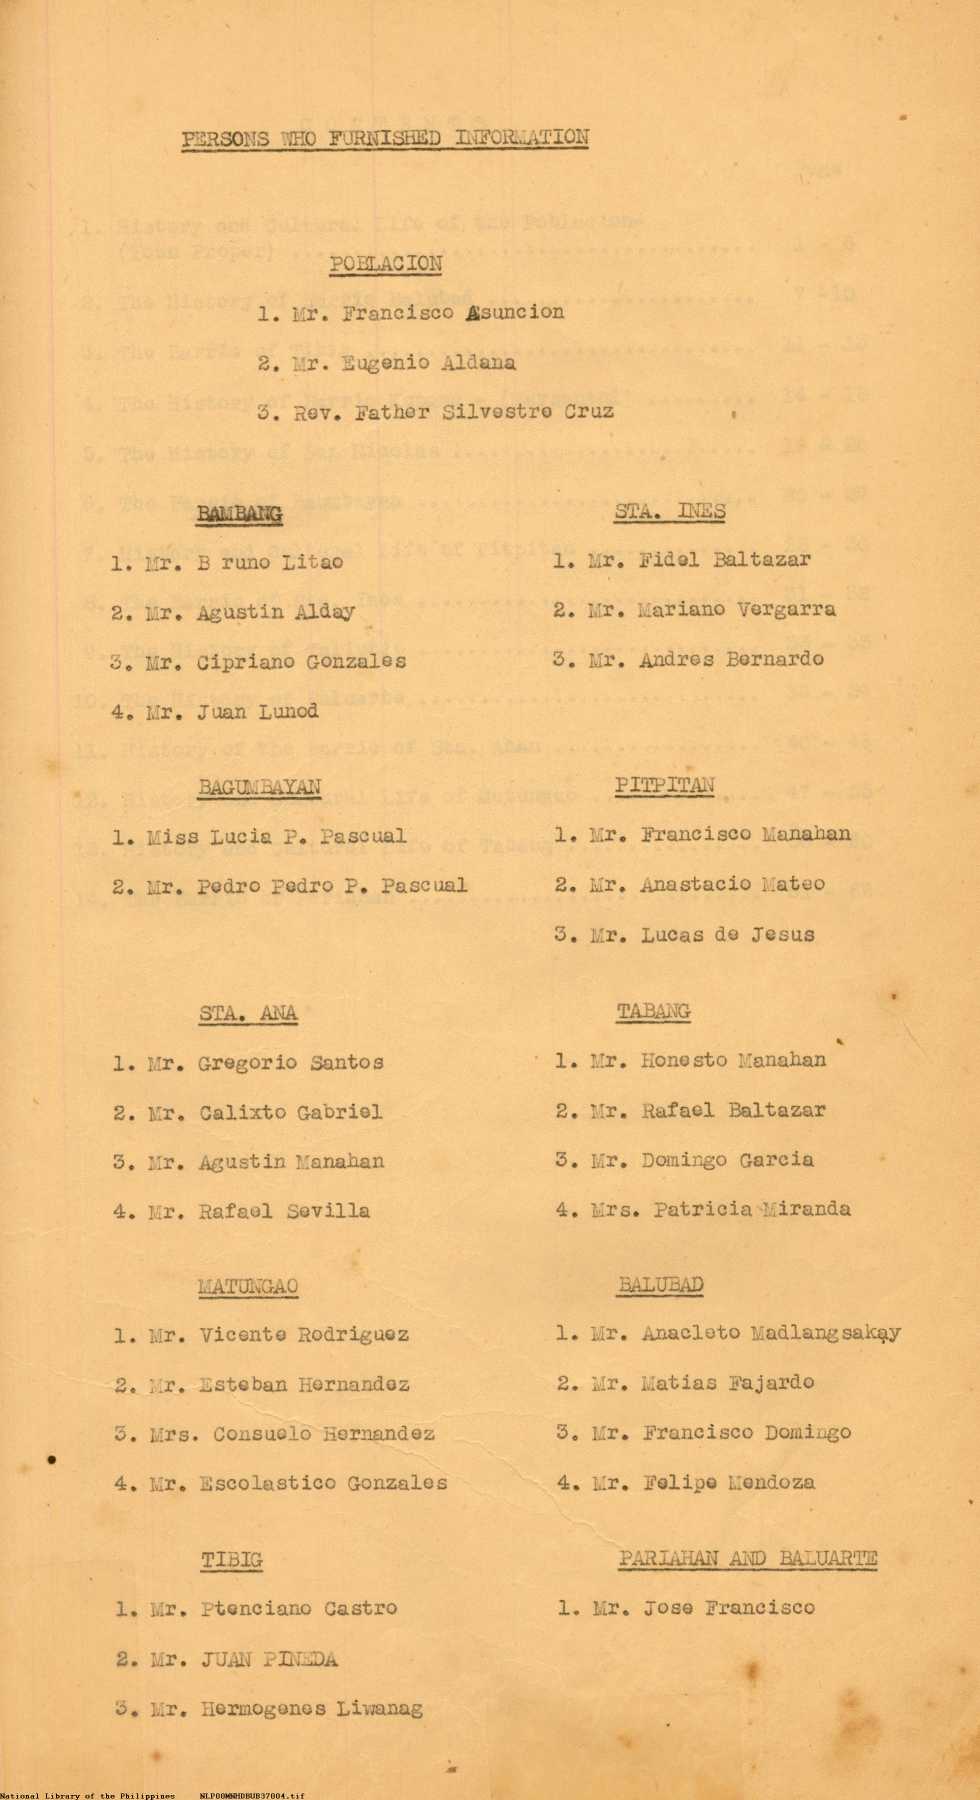 PERSONS WHO FURNISHED INFORMATION
POBLACION
1. Mr. Francisco Asuncion
2. Mr. Eugenio Aldana
3. Rev. Father Silvestre Cruz
BAMBANG
1. Mr. B runo Litao
2. Mr. Agustin Alday
3. Mr. Cipriano Gonzales
4. Mr. Juan Lunod
STA. INES
1. Mr. Fidel Baltazar
2. Mr. Mariano Vergarra
3. Mr. Andres Bernardo
BAGUMBAYAN
1. Miss Lucia P. Pascual
2. Mr. Pedro Pedro P. Pascual
PITPITAN
1. Mr. Francisco Manahan
2. Mr. Anastacio Mateo
3. Mr. Lucas de Jesus
STA. ANA
1. Mr. Gregorio Santos
2. Mr. Calixto Gabriel
3. Mr. Agustin Manahan
4. Mr. Rafael Sevilla
TABANG
1. Mr. Honesto Manahan
2. Mr. Rafael Baltazar
3. Mr. Domingo Garcia
4. Mrs. Patricia Miranda
MATUNGAO
1. Mr. Vicente Rodriguez
2. Mr. Esteban Hernandez
3. Mrs. Consuelo Hernandez
4. Mr. Escolastico Gonzales
BALUBAD
1. Mr. Anacleto Madlangsakay
2. Mr. Matias Fajardo
3. Mr. Francisco Domingo
4. Mr. Felipe Mendoza
TIBIG
1. Mr. Ptenciano Castro
2. Mr. JUAN PINEDA
3. Mr. Hermogenes Liwanag
PARIAHAN AND BALUARTE
1. Mr. Jose Francisco
National Library of the Philippines NLP00MNHDBUB37004.tif